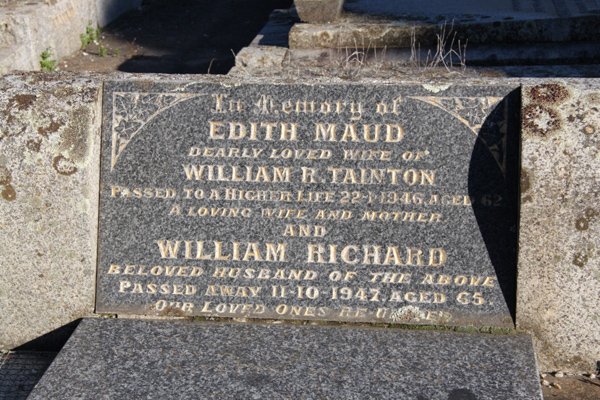 In Memory of
EDITH MAUD
DEARLY LOVED WIFE OF
WILLIAM R. TAINTON
PASSED TO A HIGHER LIFE 22-1-1946, AGED 62
A LOVING WIFE AND MOTHER.
AND
WILLIAM RICHARD
BELOVED HUSBAND OF THE ABOVE
PASSED AWAY 11-10-1947, AGED 65.
OUR LOVED ONES